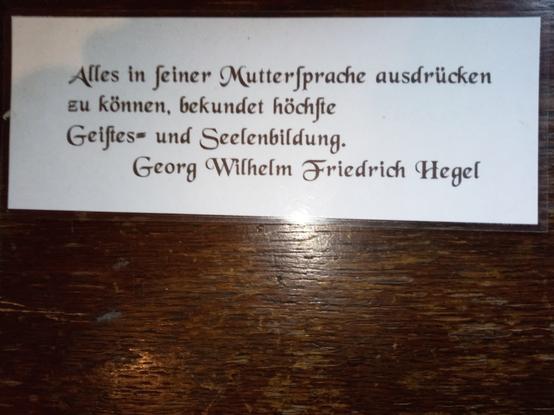 Alles in ſeiner Mutterſprache ausdrücken
zu können, bekundet höchſte
Geiſtes= und Seelenbildung.
Georg Wilhelm Friedrich Hegel